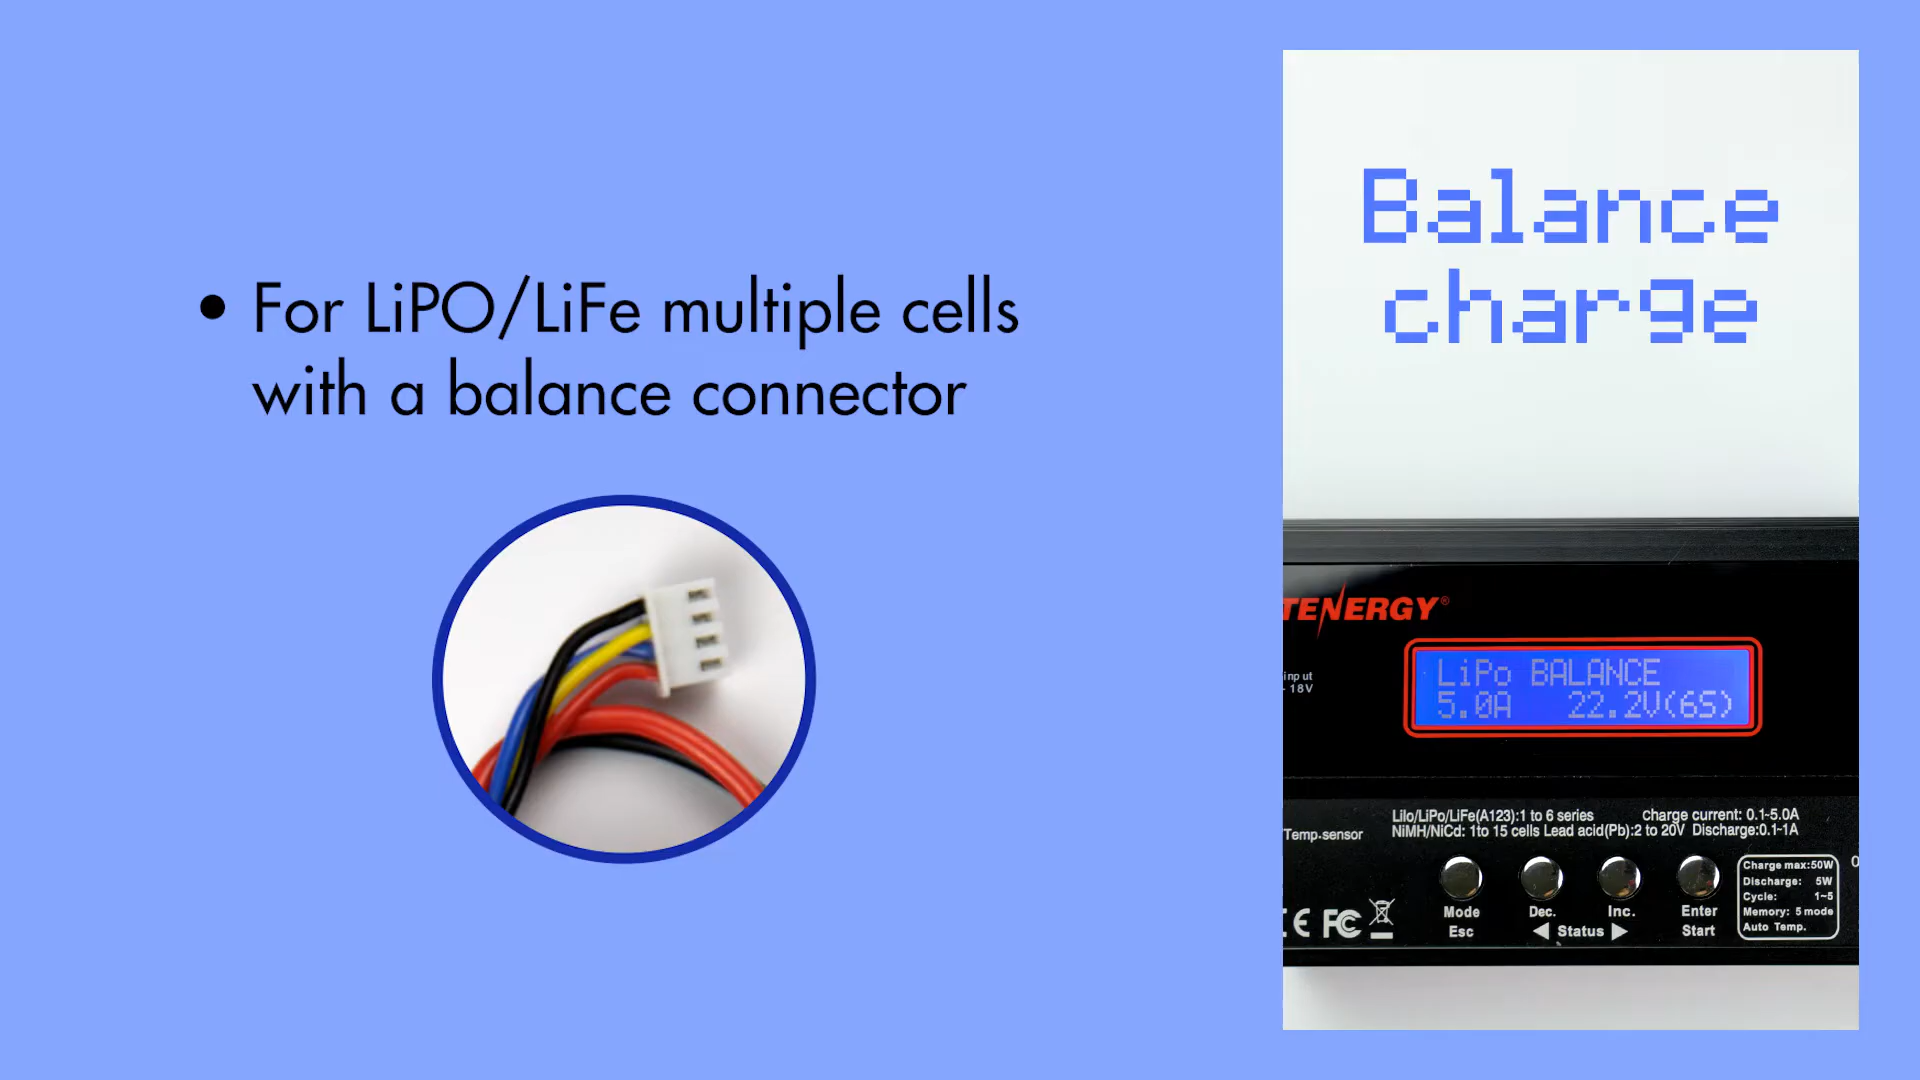 • For LiPO/LiFe multiple cells
with a balance connector
Balance
charge
TENERGY®
input
18V
LiPo BALANCE
5.0A 22.2V(6S)
LiIo/LiPo/LiFe(A123):1 to 6 series Charge current: 0.1~5.0A
NiMH/NiCd: 1to 15 cells Lead acid(Pb):2 to 20V Discharge:0.1~1A
Temp.sensor
Charge max:50W
Discharge: 5W
Cycle: 1~5
Memory: 5 mode
Auto Temp.
Mode Dec. Inc. Enter
Esc ◀ Status ▶ Start
CE FC